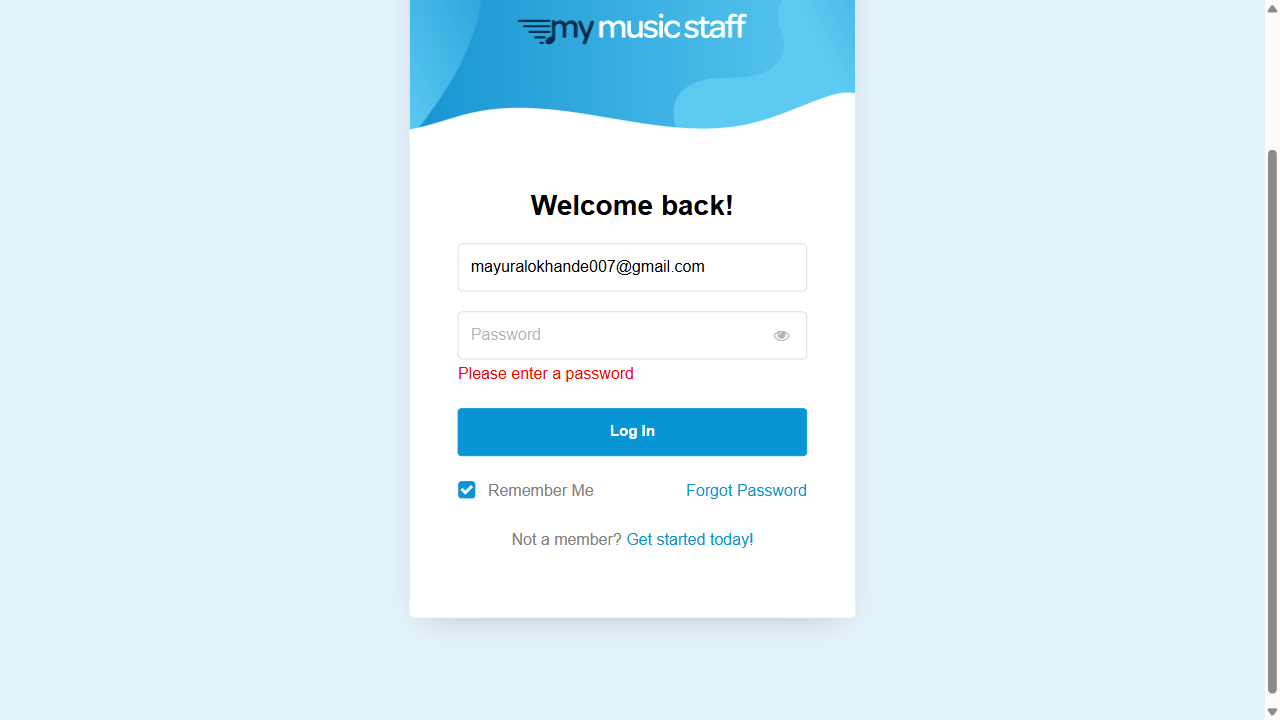 my music staff
Welcome back!
mayuralokhande007@gmail.com
Password
Please enter a password
Log In
Remember Me Forgot Password
Not a member? Get started today!